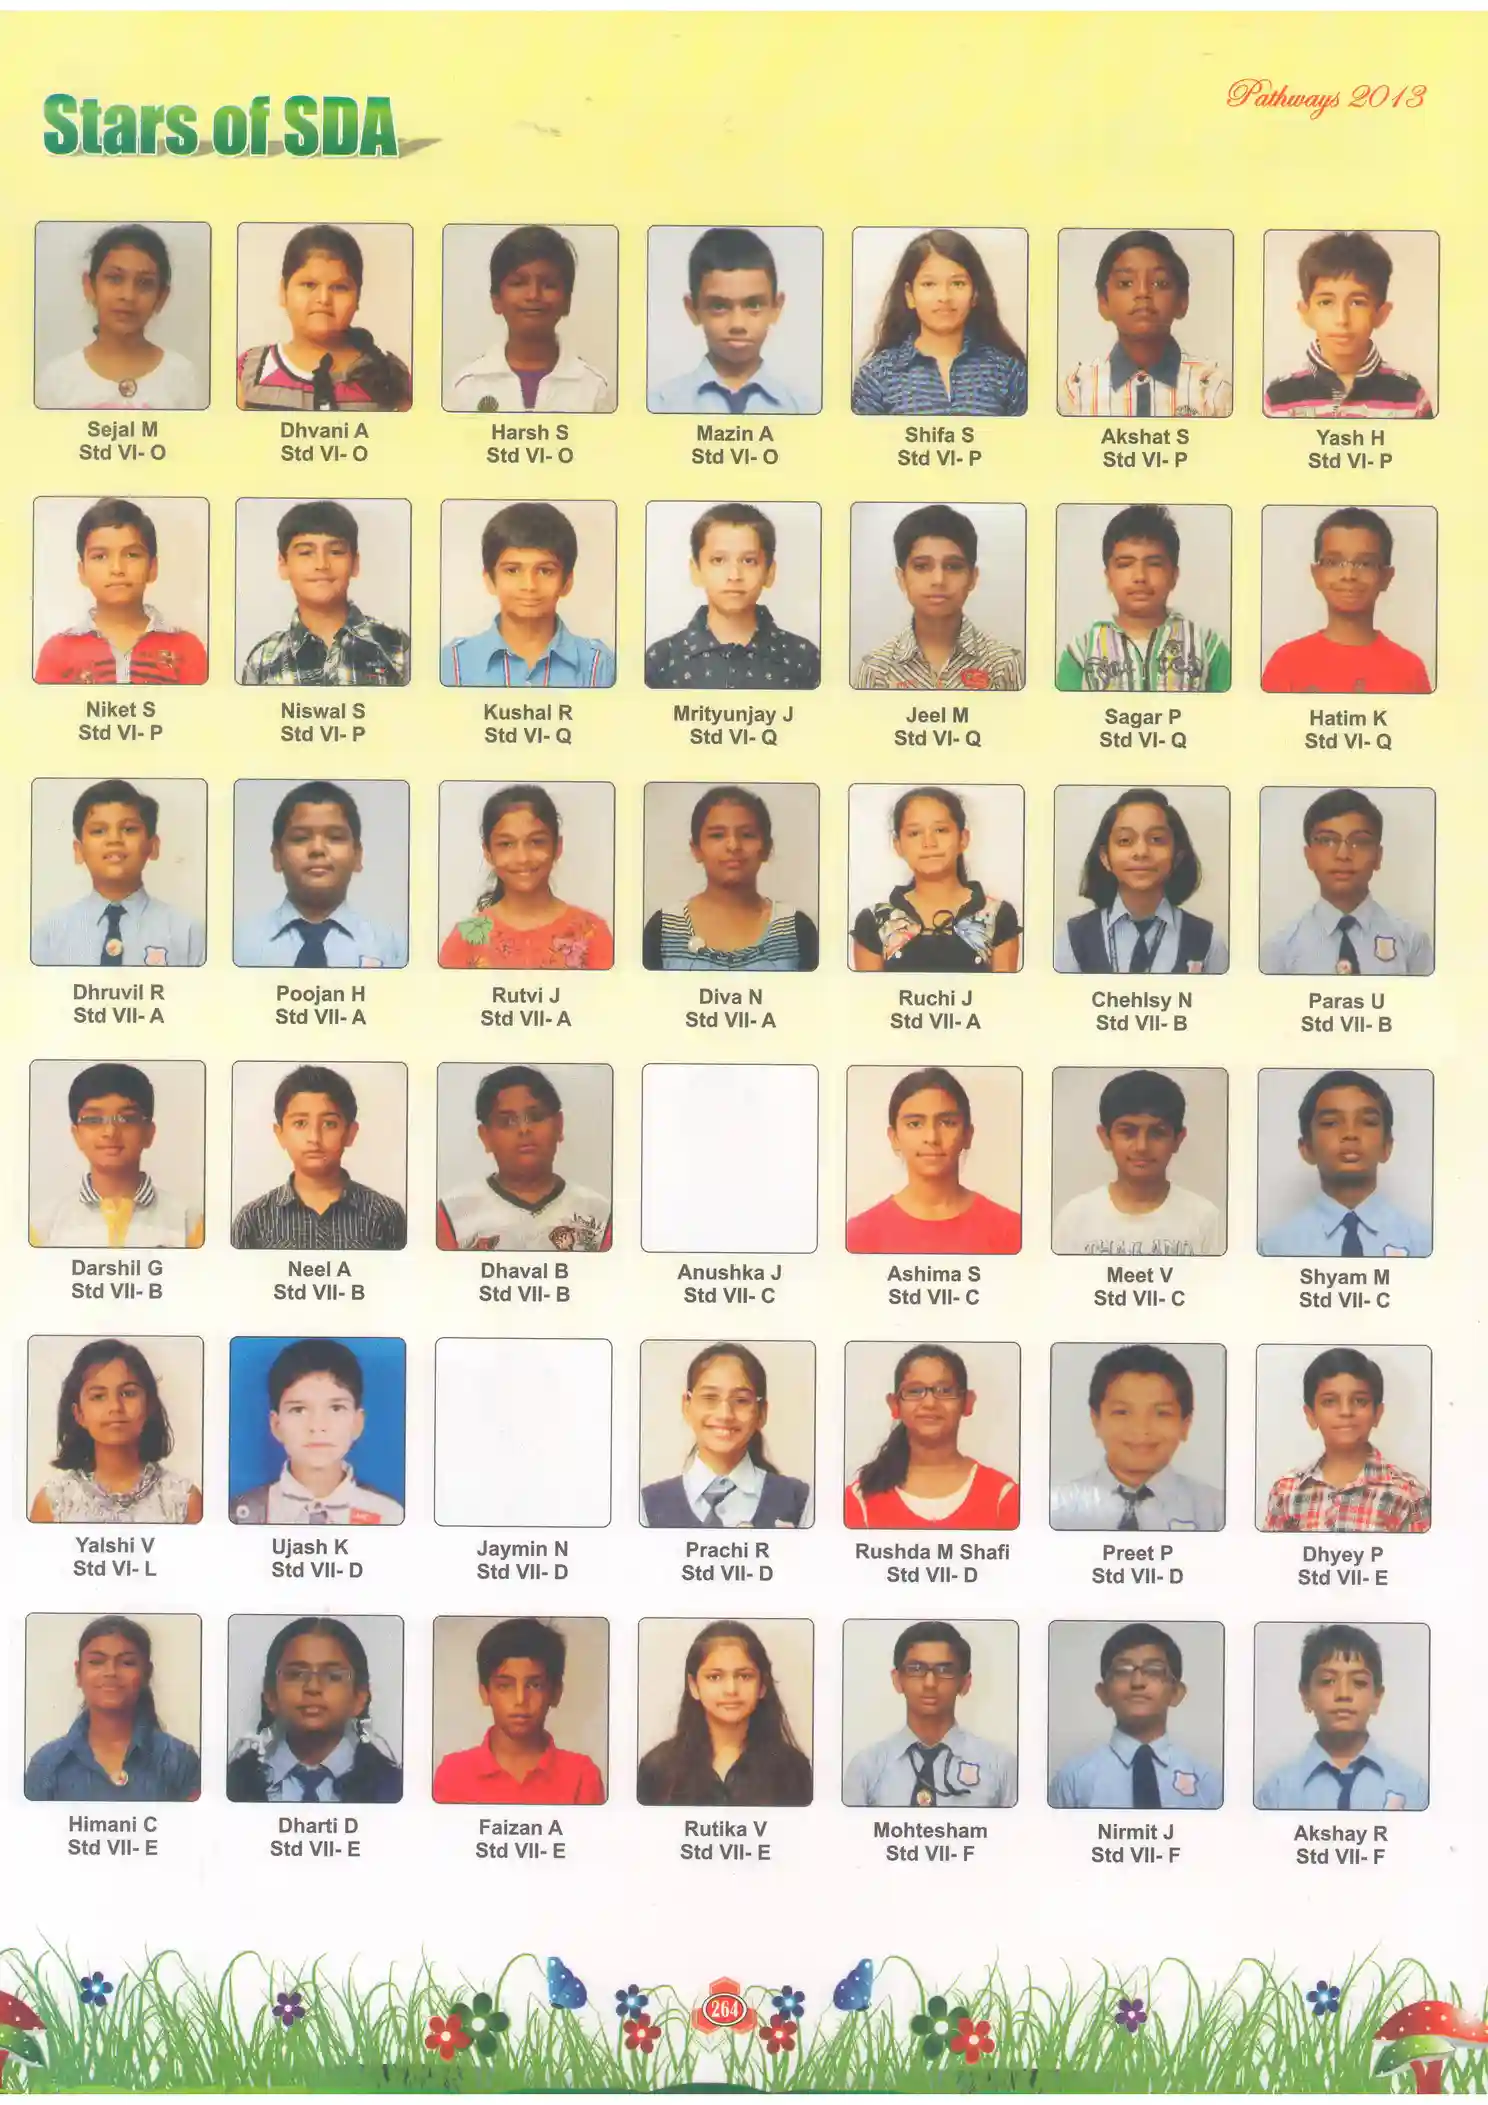 Stars of SDA
Pathways 2013
Sejal M
Std VI- O
Dhvani A
Std VI- O
Harsh S
Std VI- O
Mazin A
Std VI- O
Shifa S
Std VI- P
Akshat S
Std VI- P
Yash H
Std VI- P
Niket S
Std VI- P
Niswal S
Std VI- P
Kushal R
Std VI- Q
Mrityunjay J
Std VI- Q
Jeel M
Std VI- Q
Sagar P
Std VI- Q
Hatim K
Std VI- Q
Dhruvil R
Std VII- A
Poojan H
Std VII- A
Rutvi J
Std VII- A
Diva N
Std VII- A
Ruchi J
Std VII- A
Chehlsy N
Std VII- B
Paras U
Std VII- B
Darshil G
Std VII- B
Neel A
Std VII- B
Dhaval B
Std VII- B
Anushka J
Std VII- C
Ashima S
Std VII- C
Meet V
Std VII- C
Shyam M
Std VII- C
Yalshi V
Std VI- L
Ujash K
Std VII- D
Jaymin N
Std VII- D
Prachi R
Std VII- D
Rushda M Shafi
Std VII- D
Preet P
Std VII- D
Dhyey P
Std VII- E
Himani C
Std VII- E
Dharti D
Std VII- E
Faizan A
Std VII- E
Rutika V
Std VII- E
Mohtesham
Std VII- F
Nirmit J
Std VII- F
Akshay R
Std VII- F
264